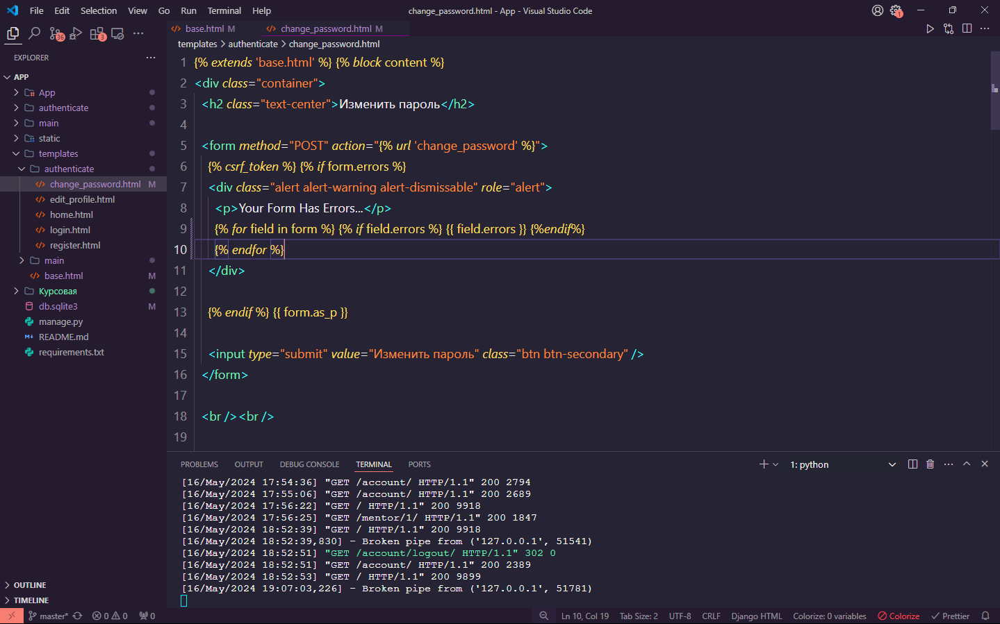 File Edit Selection View Go Run Terminal Help
change_password.html - App - Visual Studio Code
1
36
3
EXPLORER
APP
App
authenticate
main
static
templates
authenticate
change_password.html M
edit_profile.html
home.html
login.html
register.html
main
base.html M
Курсовая
db.sqlite3 M
manage.py
README.md
requirements.txt
OUTLINE
TIMELINE
base.html M change_password.html M
templates > authenticate > change_password.html
1 {% extends 'base.html' %} {% block content %}
2 <div class="container">
3 <h2 class="text-center">Изменить пароль</h2>
4
5 <form method="POST" action="{% url 'change_password' %}">
6 {% csrf_token %} {% if form.errors %}
7 <div class="alert alert-warning alert-dismissable" role="alert">
8 <p>Your Form Has Errors...</p>
9 {% for field in form %} {% if field.errors %} {{ field.errors }} {%endif%}
10 {% endfor %}
11 </div>
12
13 {% endif %} {{ form.as_p }}
14
15 <input type="submit" value="Изменить пароль" class="btn btn-secondary" />
16 </form>
17
18 <br /><br />
19
PROBLEMS OUTPUT DEBUG CONSOLE TERMINAL PORTS
1: python
[16/May/2024 17:54:36] "GET /account/ HTTP/1.1" 200 2794
[16/May/2024 17:55:06] "GET /account/ HTTP/1.1" 200 2689
[16/May/2024 17:56:22] "GET / HTTP/1.1" 200 9918
[16/May/2024 17:56:25] "GET /mentor/1/ HTTP/1.1" 200 1847
[16/May/2024 18:52:39] "GET / HTTP/1.1" 200 9918
[16/May/2024 18:52:39,830] - Broken pipe from ('127.0.0.1', 51541)
[16/May/2024 18:52:51] "GET /account/logout/ HTTP/1.1" 302 0
[16/May/2024 18:52:51] "GET /account/ HTTP/1.1" 200 2389
[16/May/2024 18:52:53] "GET / HTTP/1.1" 200 9899
[16/May/2024 19:07:03,226] - Broken pipe from ('127.0.0.1', 51781)
master* 0 0 0
Ln 10, Col 19 Tab Size: 2 UTF-8 CRLF Django HTML Colorize: 0 variables Colorize Prettier